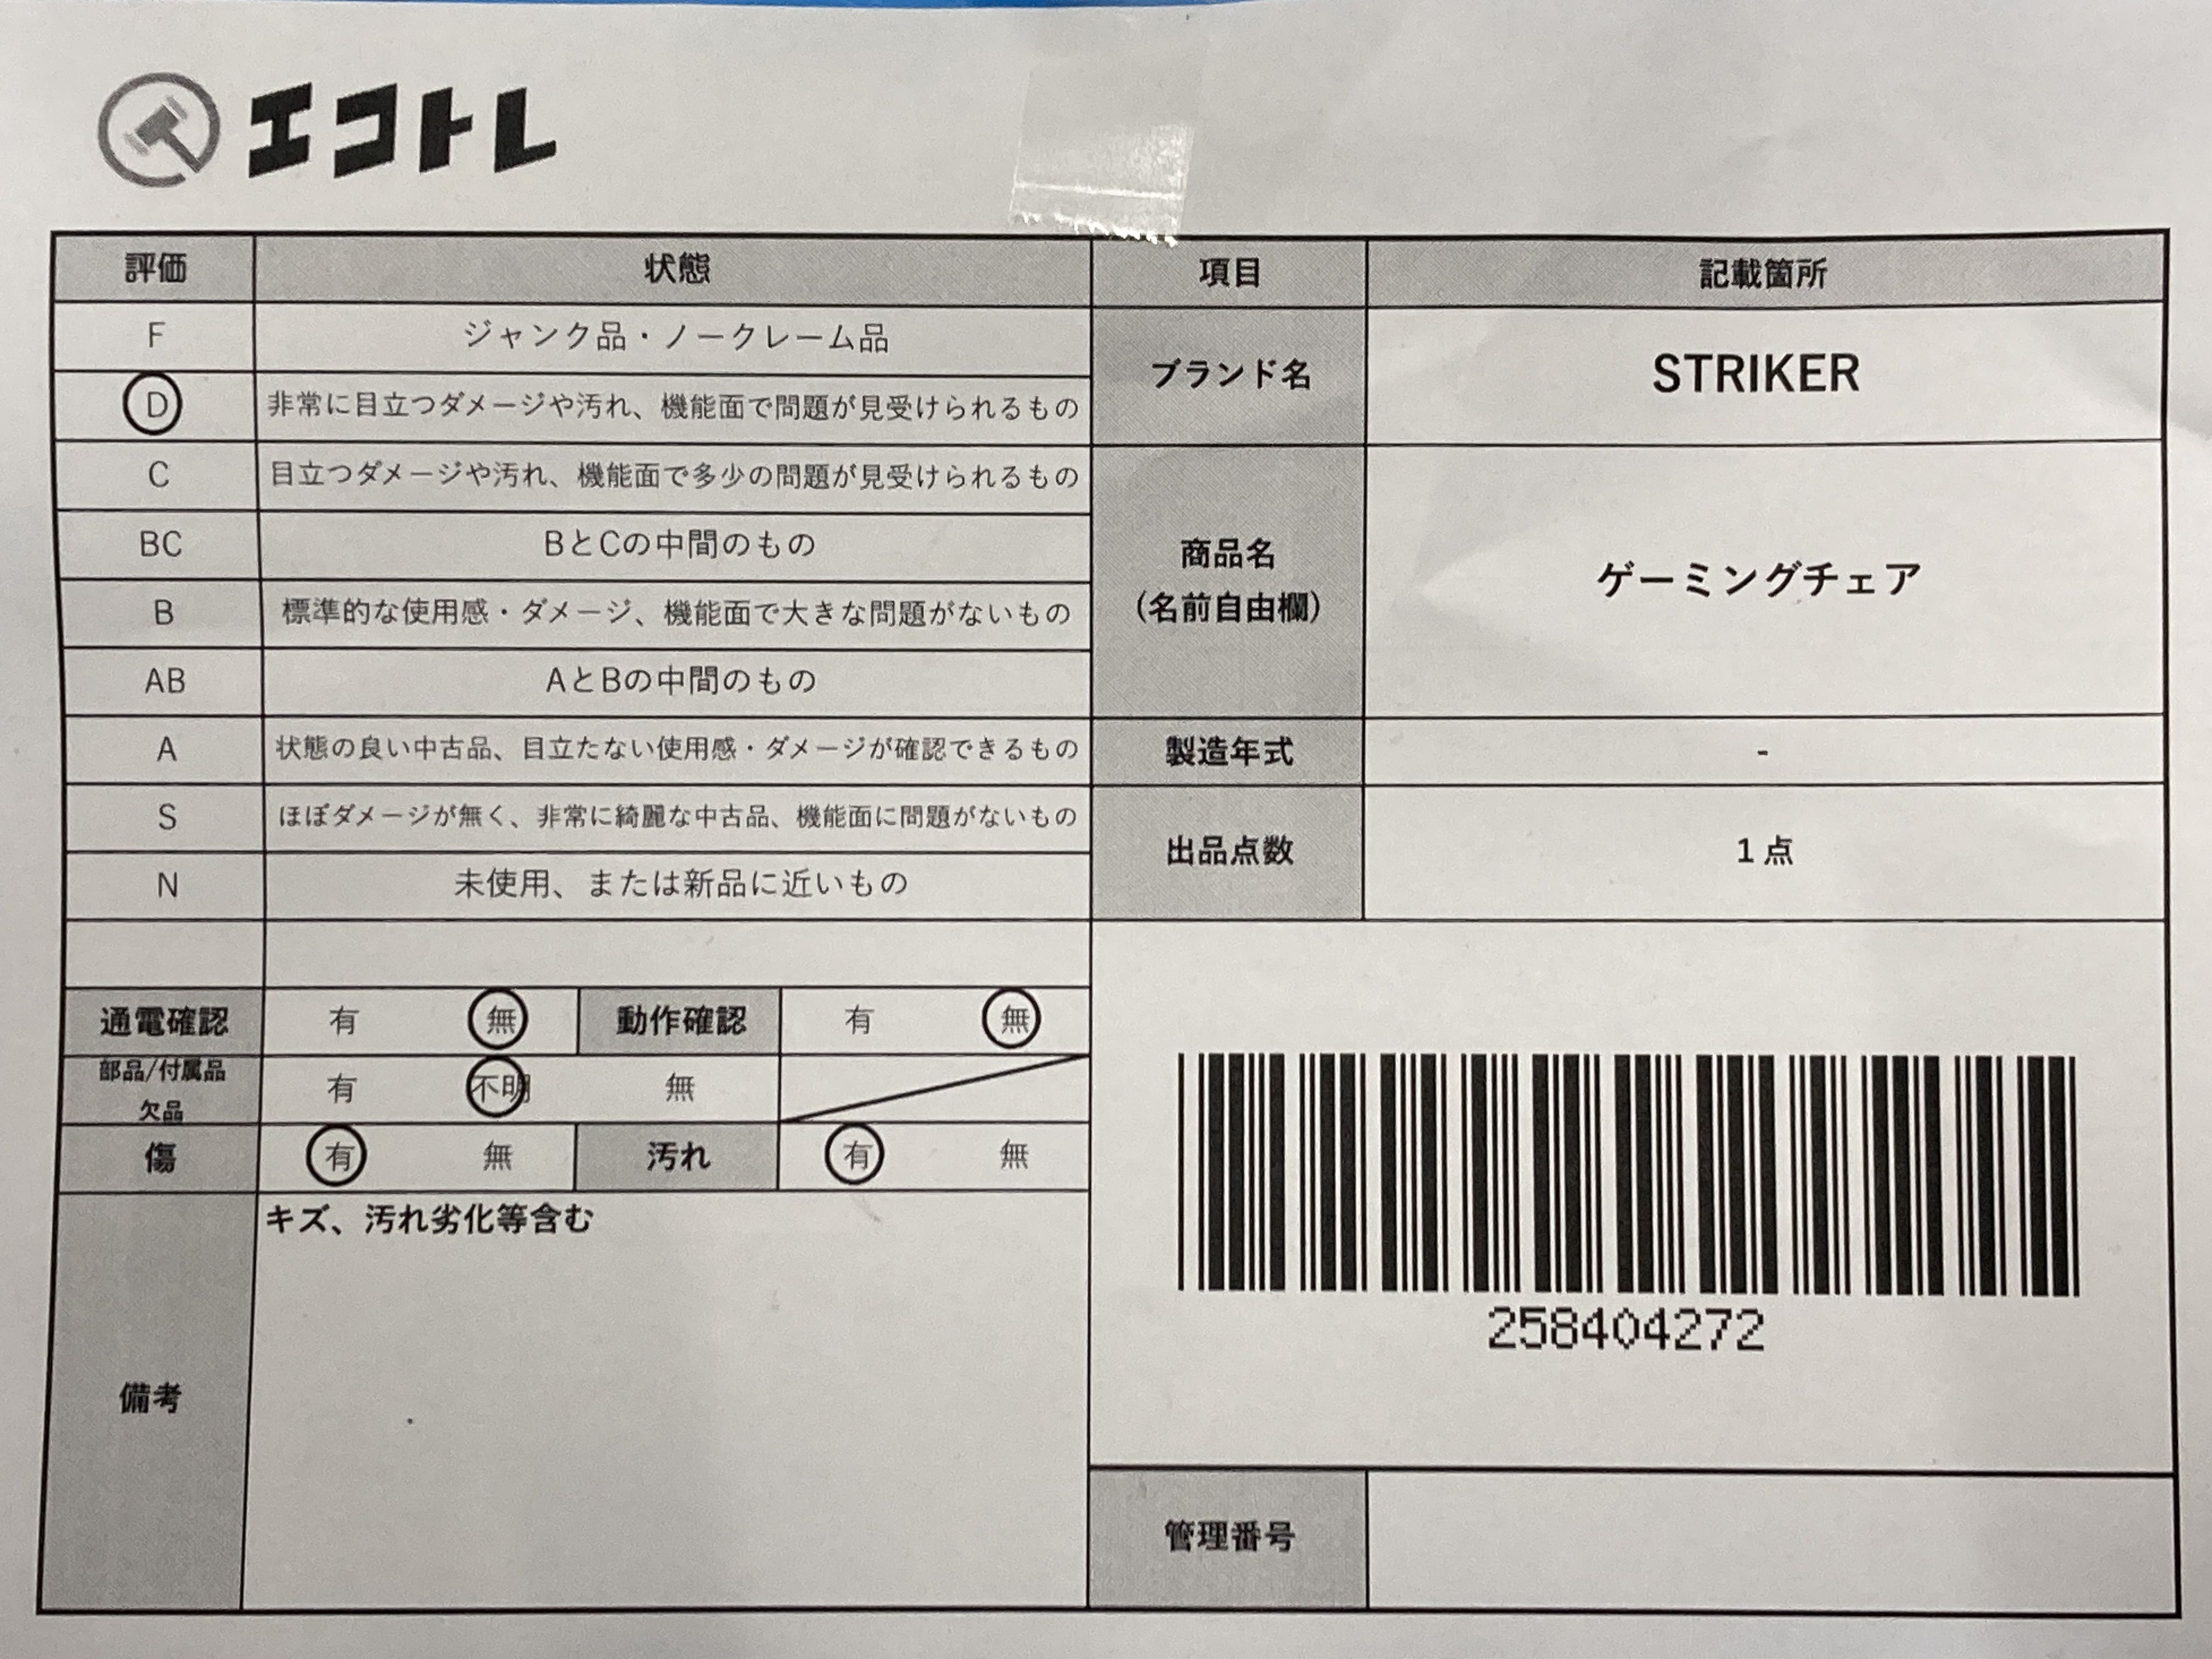 エコトレ
評価 状態 項目 記載箇所
F ジャンク品・ノークレーム品
D 非常に目立つダメージや汚れ、機能面で問題が見受けられるもの
ブランド名 STRIKER
C 目立つダメージや汚れ、機能面で多少の問題が見受けられるもの
BC BとCの中間のもの
B 標準的な使用感・ダメージ、機能面で大きな問題がないもの
AB AとBの中間のもの
商品名
(名前自由欄)
ゲーミングチェア
A 状態の良い中古品、目立たない使用感・ダメージが確認できるもの
製造年式 -
S ほぼダメージが無く、非常に綺麗な中古品、機能面に問題がないもの
N 未使用、または新品に近いもの
出品点数 1点
通電確認 有 無 動作確認 有 無
部品/付属品
欠品
有 不明 無
傷 有 無 汚れ 有 無
備考 キズ、汚れ劣化等含む
258404272
管理番号